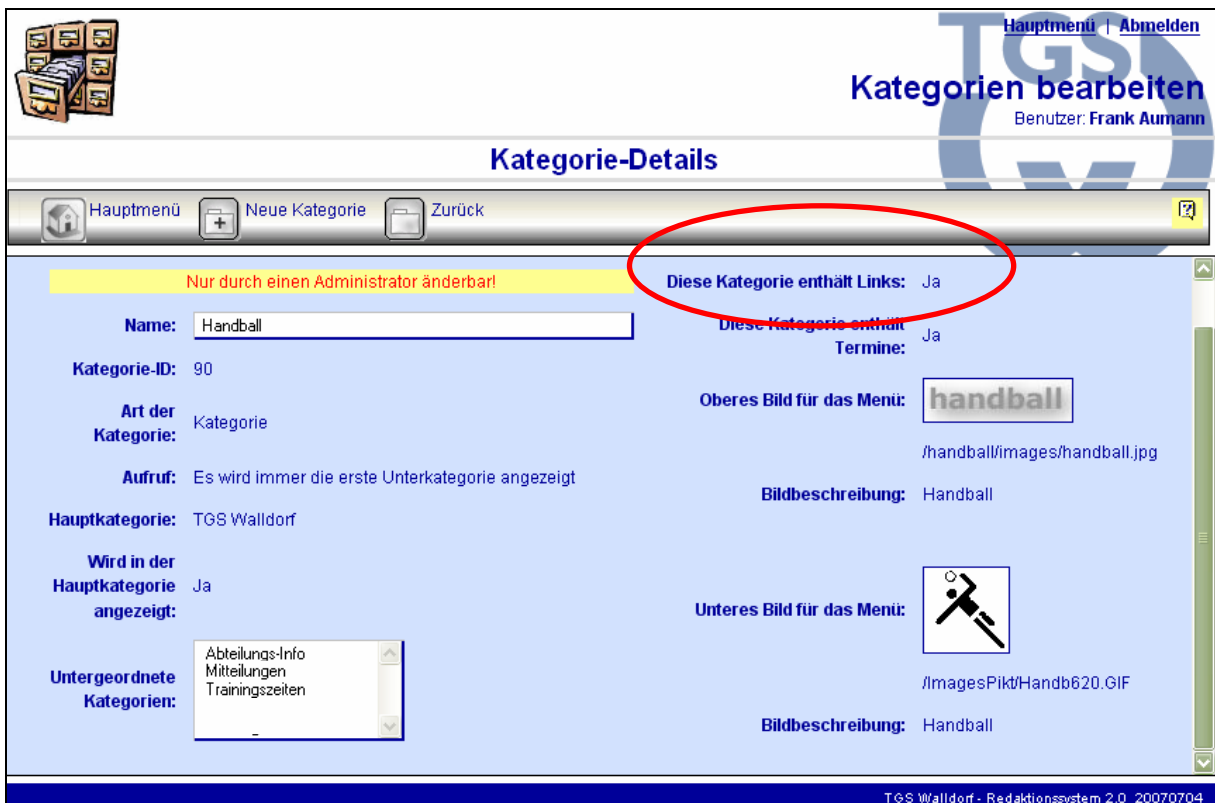 TGS
Hauptmenü | Abmelden
Kategorien bearbeiten
Benutzer: Frank Aumann
Kategorie-Details
Hauptmenü
Neue Kategorie
Zurück
Nur durch einen Administrator änderbar!
Name: Handball
Kategorie-ID: 90
Art der
Kategorie: Kategorie
Aufruf: Es wird immer die erste Unterkategorie angezeigt
Hauptkategorie: TGS Walldorf
Wird in der
Hauptkategorie
angezeigt: Ja
Untergeordnete
Kategorien:
Abteilungs-Info
Mitteilungen
Trainingszeiten
Diese Kategorie enthält Links: Ja
Diese Kategorie enthält
Termine: Ja
Oberes Bild für das Menü: handball
/handball/images/handball.jpg
Bildbeschreibung: Handball
Unteres Bild für das Menü:
/ImagesPikt/Handb620.GIF
Bildbeschreibung: Handball
TGS Walldorf - Redaktionssystem 2.0 20070704